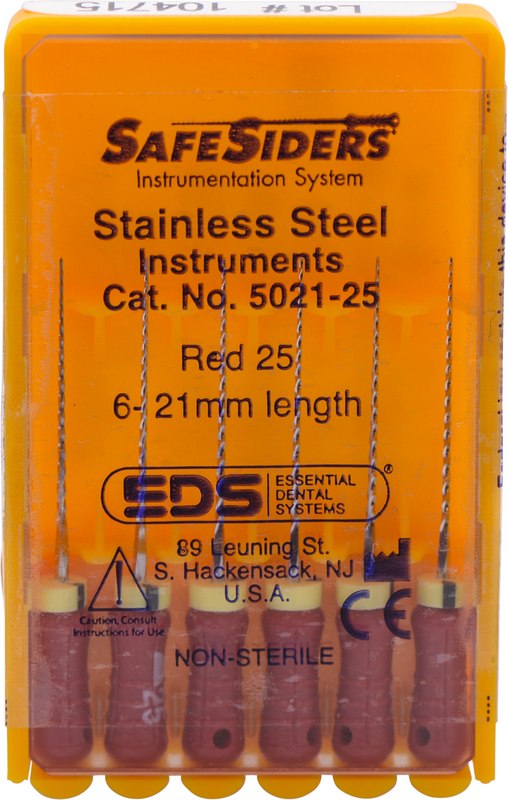 Lot # 104715
SAFESIDERS®
Instrumentation System
Stainless Steel
Instruments
Cat. No. 5021-25
Red 25
6- 21mm length
EDS®
ESSENTIAL
DENTAL
SYSTEMS
89 Leuning St.
S. Hackensack, NJ
U.S.A.
Caution, Consult
Instructions for Use
CE
NON-STERILE
25